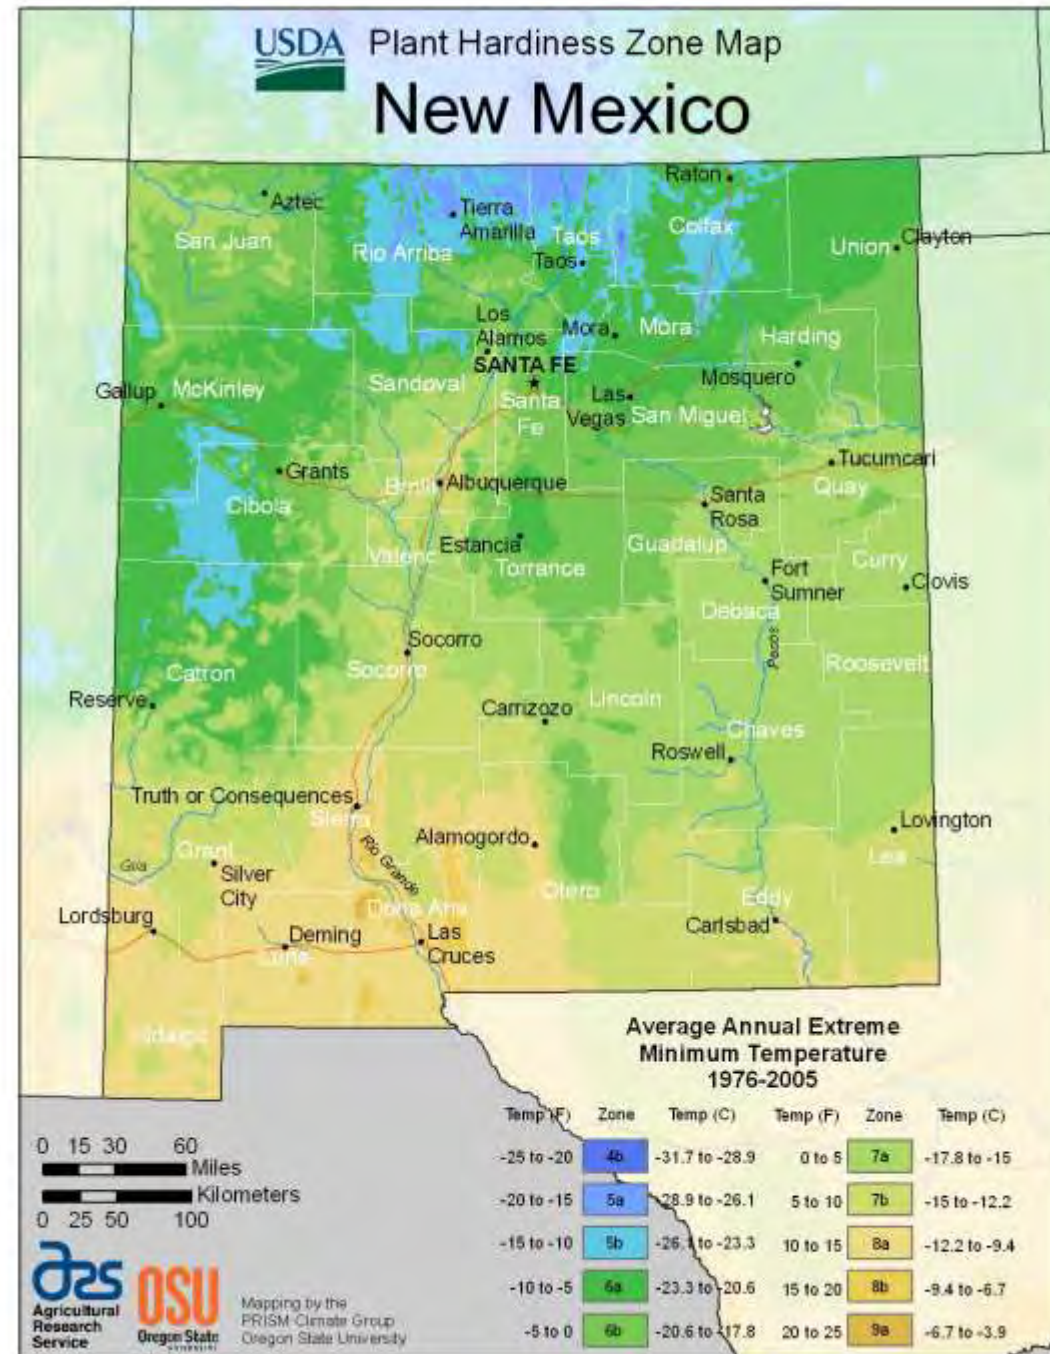 USDA Plant Hardiness Zone Map
New Mexico
Raton
Aztec
Tierra
Amarilla
San Juan
Rio Arriba
Taos
Colfax
Union
Clayton
Taos
Los
Alamos
Mora
Mora
Harding
SANTA FE
Mosquero
Gallup
McKinley
Sandoval
Santa
Fe
Las
Vegas
San Miguel
Tucumcari
Grants
Albuquerque
Quay
Cibola
Santa
Rosa
Estancia
Valenc
Torrance
Guadalup
Curry
Fort
Sumner
Clovis
Debaca
Socorro
Socorro
Pecos
Roosevelt
Catron
Reserve
Carrizozo
Lincoln
Chaves
Roswell
Truth or Consequences
Sierra
Alamogordo
Lovington
Rio Grande
Grant
Gila
Silver
City
Lea
Otero
Eddy
Lordsburg
Dona Ana
Deming
Las
Cruces
Carlsbad
Luna
Hidalgo
Average Annual Extreme
Minimum Temperature
1976-2005
Temp (F) Zone Temp (C) Temp (F) Zone Temp (C)
-25 to -20 4b -31.7 to -28.9 0 to 5 7a -17.8 to -15
-20 to -15 5a -28.9 to -26.1 5 to 10 7b -15 to -12.2
-15 to -10 5b -26.1 to -23.3 10 to 15 8a -12.2 to -9.4
-10 to -5 6a -23.3 to -20.6 15 to 20 8b -9.4 to -6.7
-5 to 0 6b -20.6 to -17.8 20 to 25 9a -6.7 to -3.9
0 15 30 60
Miles
Kilometers
0 25 50 100
ars
Agricultural
Research
Service
OSU
Oregon State
UNIVERSITY
Mapping by the
PRISM Climate Group
Oregon State University